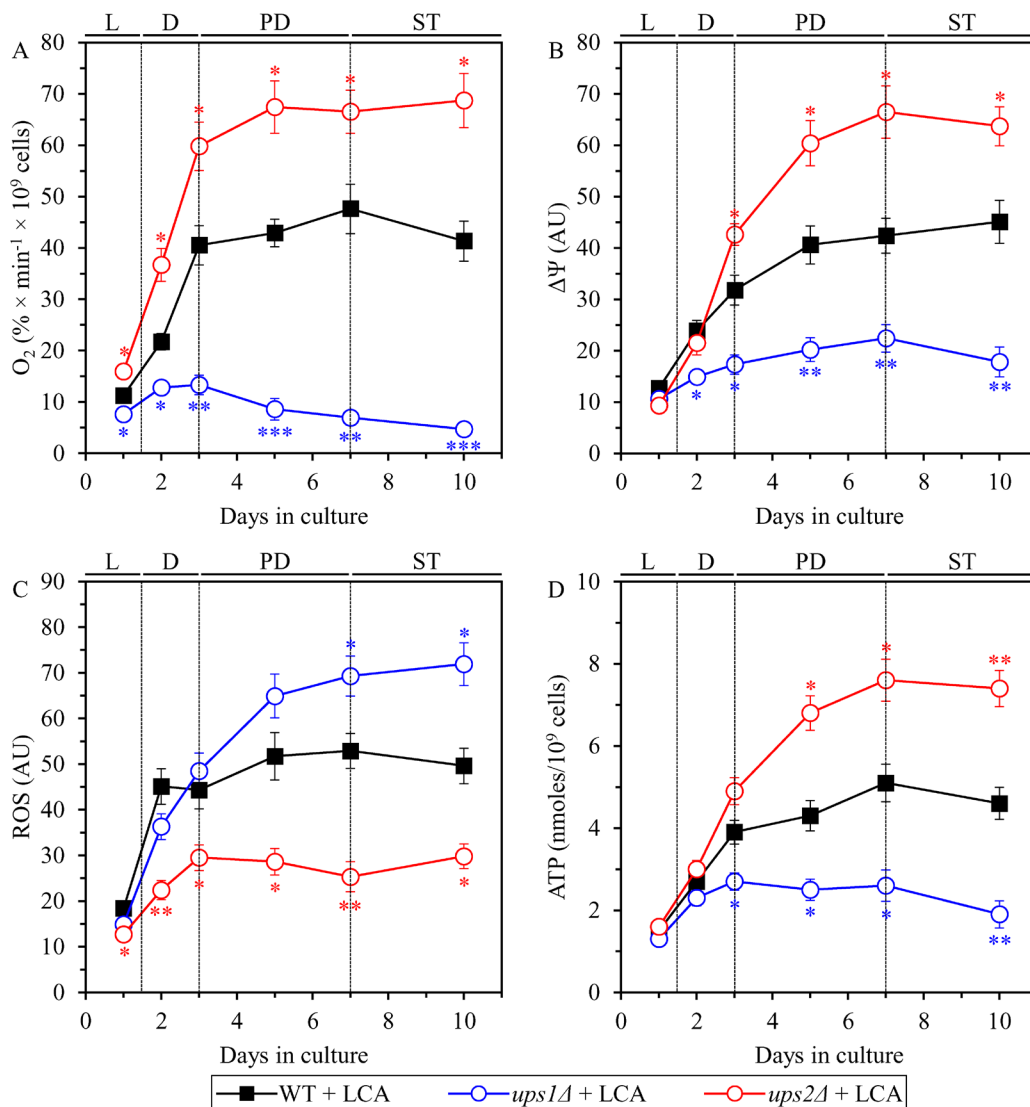 L D PD ST
A
O₂ (% × min⁻¹ × 10⁹ cells)
80
70
60
50
40
30
20
10
0
* * * * * *
* * ** *** ** ***
0 2 4 6 8 10
Days in culture
L D PD ST
B
ΔΨ (AU)
80
70
60
50
40
30
20
10
0
* * * *
* * ** ** **
0 2 4 6 8 10
Days in culture
L D PD ST
C
ROS (AU)
90
80
70
60
50
40
30
20
10
0
* *
* ** * * ** *
0 2 4 6 8 10
Days in culture
L D PD ST
D
ATP (nmoles/10⁹ cells)
10
8
6
4
2
0
* * **
* * * **
0 2 4 6 8 10
Days in culture
WT + LCA ups1Δ + LCA ups2Δ + LCA